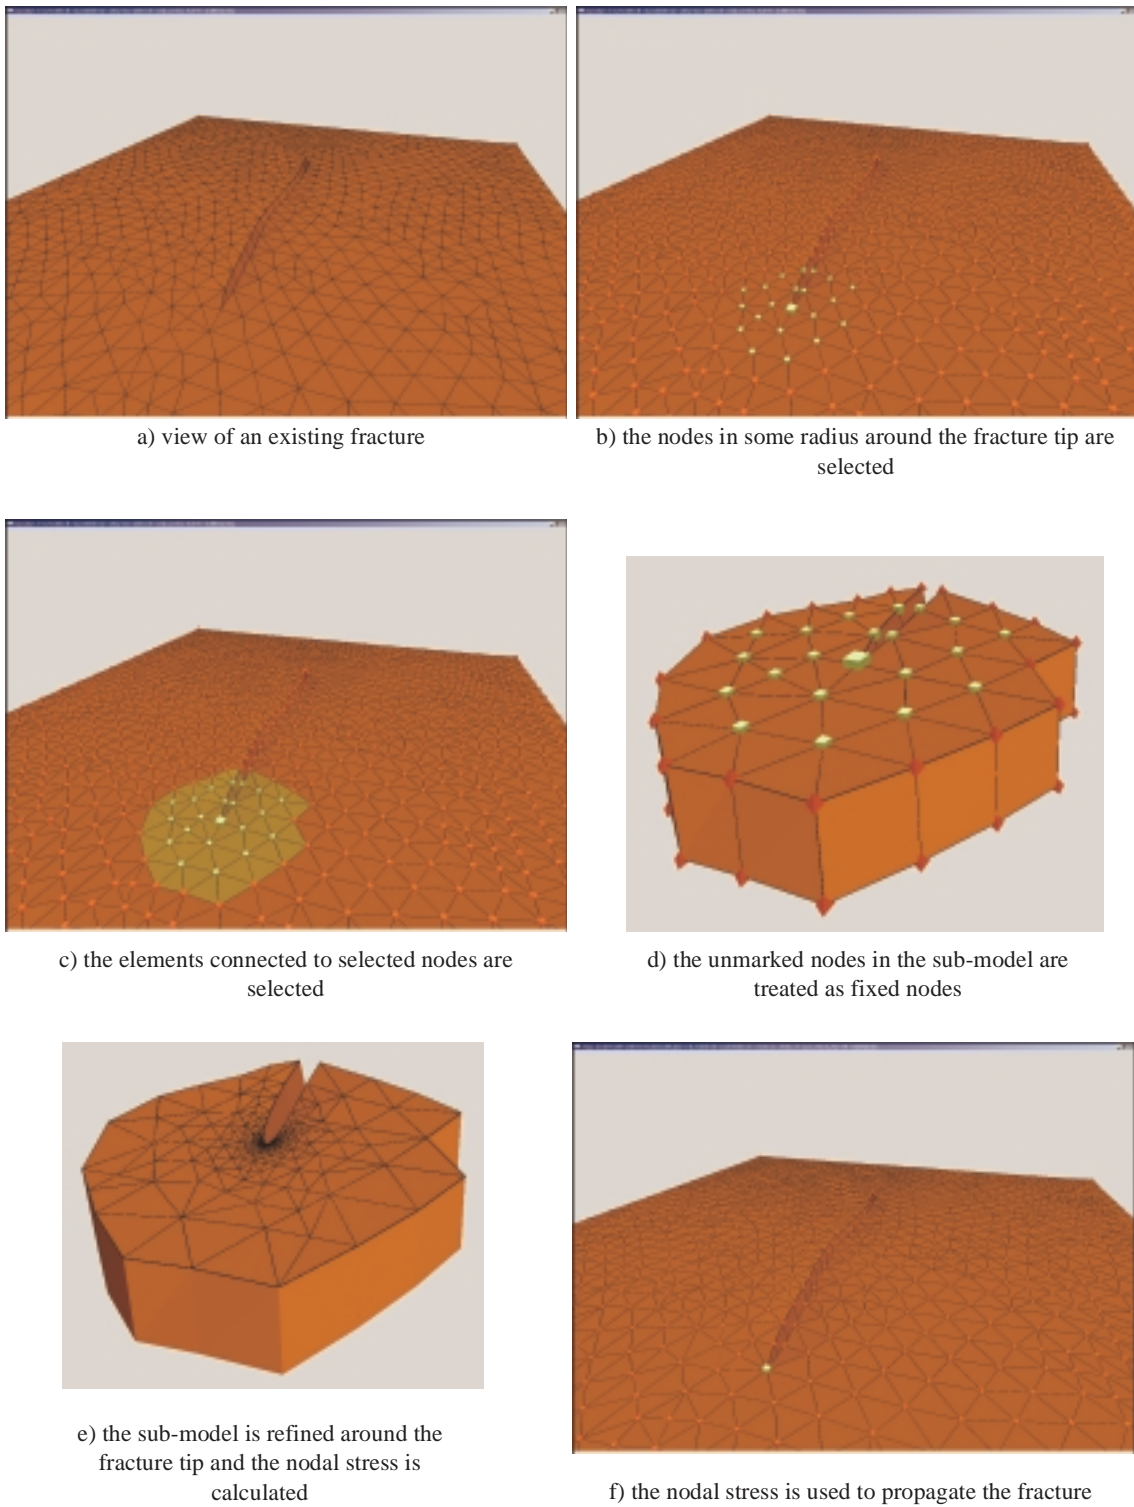 a) view of an existing fracture
b) the nodes in some radius around the fracture tip are
selected
c) the elements connected to selected nodes are
selected
d) the unmarked nodes in the sub-model are
treated as fixed nodes
e) the sub-model is refined around the
fracture tip and the nodal stress is
calculated
f) the nodal stress is used to propagate the fracture